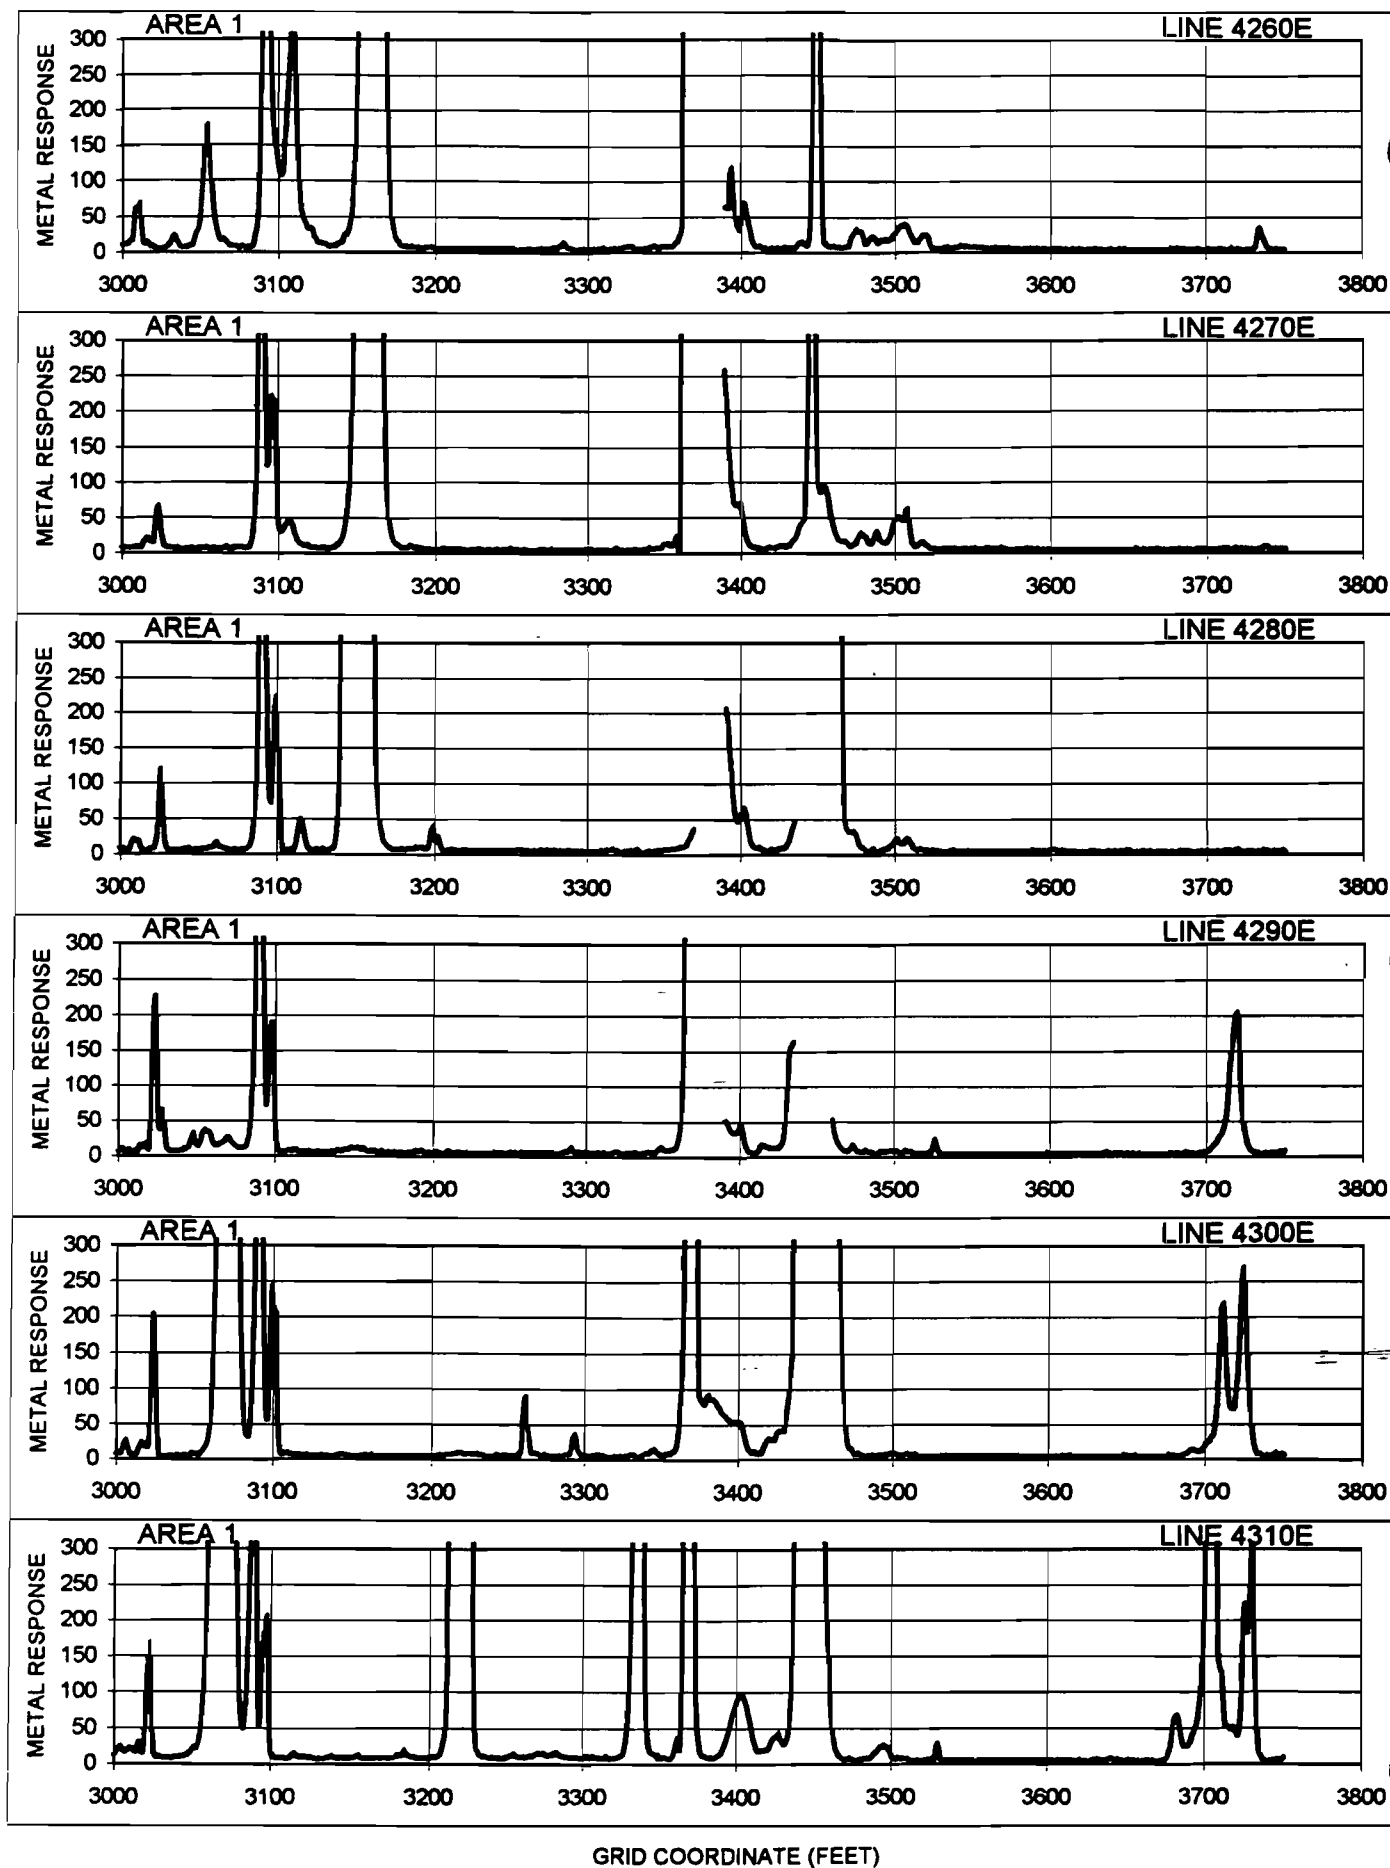 AREA 1 LINE 4260E
METAL RESPONSE
300
250
200
150
100
50
0
3000 3100 3200 3300 3400 3500 3600 3700 3800
AREA 1 LINE 4270E
METAL RESPONSE
300
250
200
150
100
50
0
3000 3100 3200 3300 3400 3500 3600 3700 3800
AREA 1 LINE 4280E
METAL RESPONSE
300
250
200
150
100
50
0
3000 3100 3200 3300 3400 3500 3600 3700 3800
AREA 1 LINE 4290E
METAL RESPONSE
300
250
200
150
100
50
0
3000 3100 3200 3300 3400 3500 3600 3700 3800
AREA 1 LINE 4300E
METAL RESPONSE
300
250
200
150
100
50
0
3000 3100 3200 3300 3400 3500 3600 3700 3800
AREA 1 LINE 4310E
METAL RESPONSE
300
250
200
150
100
50
0
3000 3100 3200 3300 3400 3500 3600 3700 3800
GRID COORDINATE (FEET)